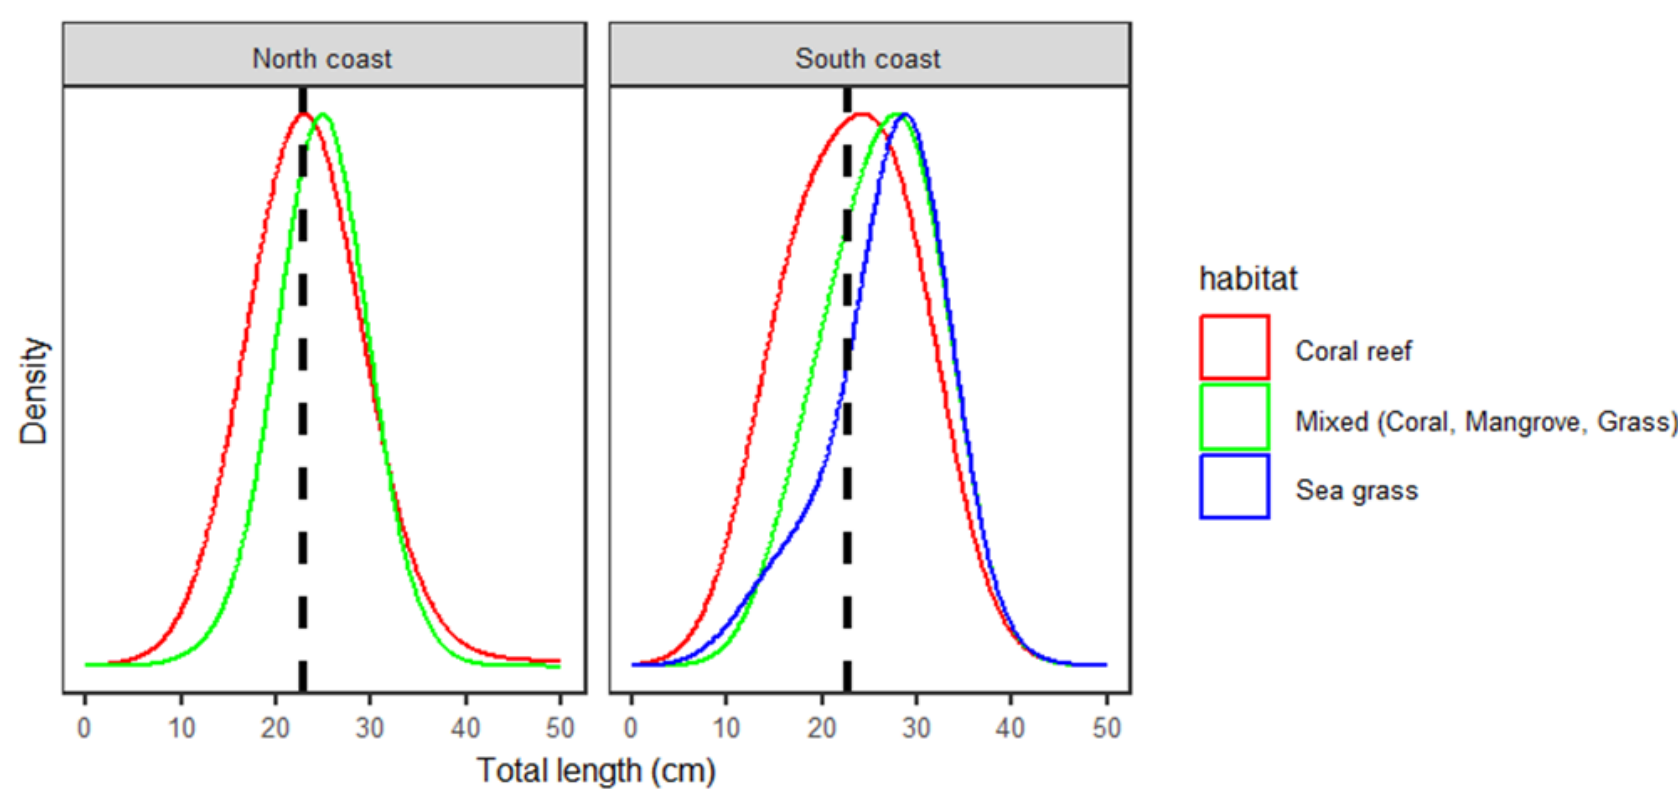 North coast
South coast
Density
0 10 20 30 40 50
0 10 20 30 40 50
Total length (cm)
habitat
Coral reef
Mixed (Coral, Mangrove, Grass)
Sea grass